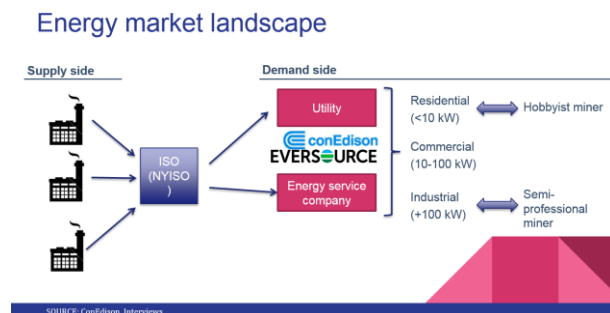 Energy market landscape
Supply side
Demand side
ISO
(NYISO
)
Utility
conEdison
EVERSOURCE
Energy service
company
Residential
(<10 kW)
Hobbyist miner
Commercial
(10-100 kW)
Industrial
(+100 kW)
Semi-
professional
miner
SOURCE: ConEdison, Interviews